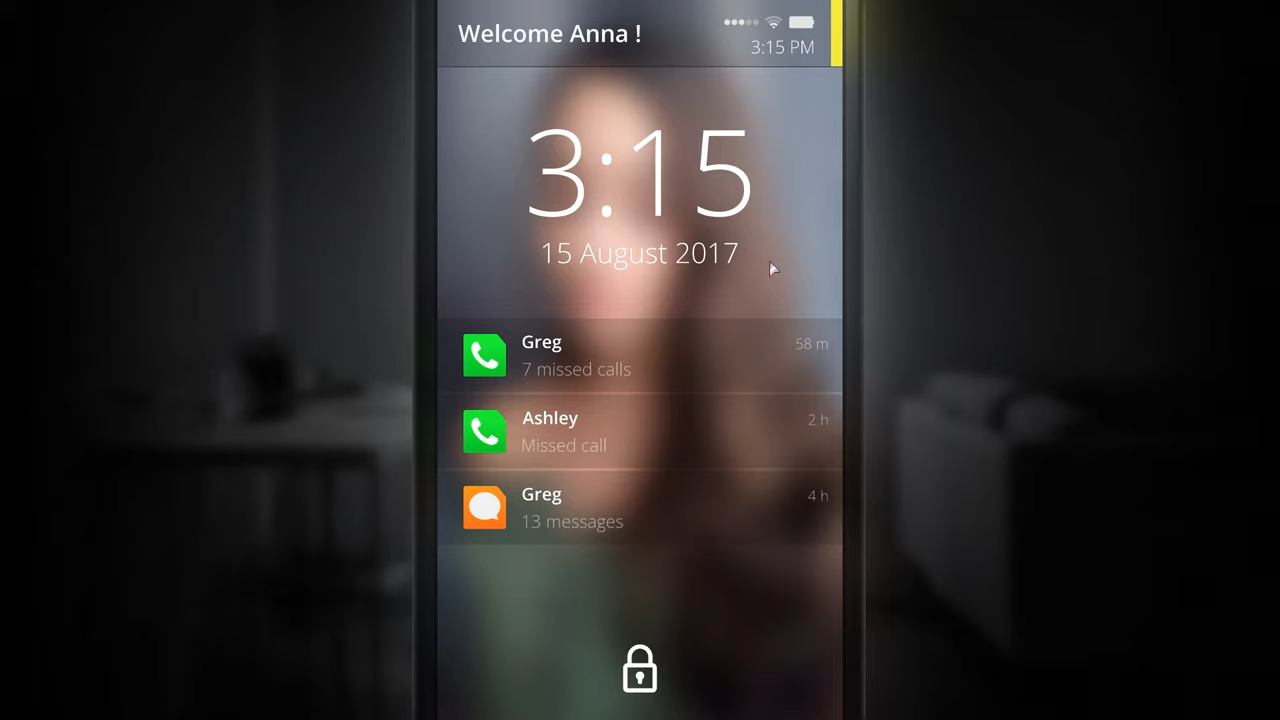 Welcome Anna !
3:15 PM
3:15
15 August 2017
Greg
58 m
7 missed calls
Ashley
2 h
Missed call
Greg
4 h
13 messages